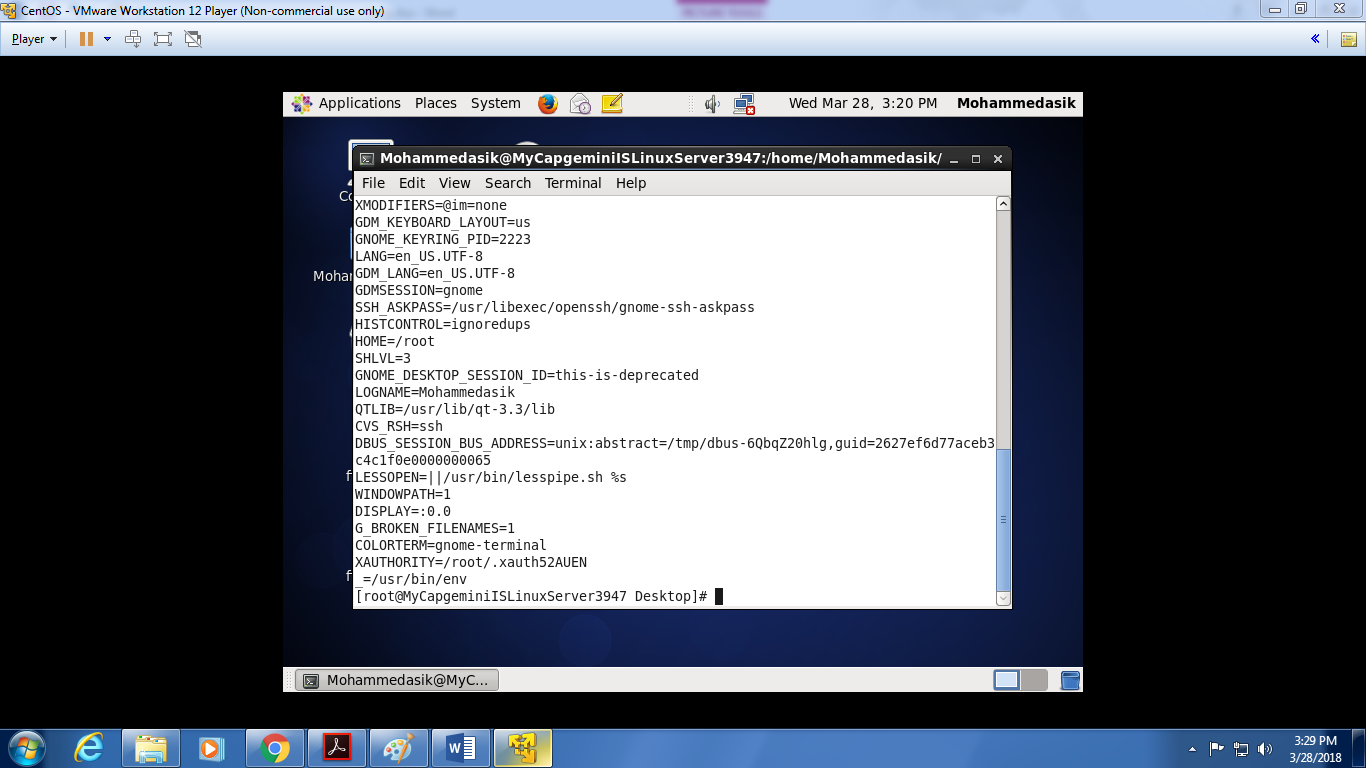 CentOS - VMware Workstation 12 Player (Non-commercial use only)
Player
Applications Places System Wed Mar 28, 3:20 PM Mohammedasik
Mohammedasik@MyCapgeminiISLinuxServer3947:/home/Mohammedasik/
File Edit View Search Terminal Help
XMODIFIERS=@im=none
GDM_KEYBOARD_LAYOUT=us
GNOME_KEYRING_PID=2223
LANG=en_US.UTF-8
GDM_LANG=en_US.UTF-8
GDMSESSION=gnome
SSH_ASKPASS=/usr/libexec/openssh/gnome-ssh-askpass
HISTCONTROL=ignoredups
HOME=/root
SHLVL=3
GNOME_DESKTOP_SESSION_ID=this-is-deprecated
LOGNAME=Mohammedasik
QTLIB=/usr/lib/qt-3.3/lib
CVS_RSH=ssh
DBUS_SESSION_BUS_ADDRESS=unix:abstract=/tmp/dbus-6QbqZ20hlg,guid=2627ef6d77aceb3
c4c1f0e0000000065
LESSOPEN=||/usr/bin/lesspipe.sh %s
WINDOWPATH=1
DISPLAY=:0.0
G_BROKEN_FILENAMES=1
COLORTERM=gnome-terminal
XAUTHORITY=/root/.xauth52AUEN
_=/usr/bin/env
[root@MyCapgeminiISLinuxServer3947 Desktop]#
Mohammedasik@MyC...
3:29 PM
3/28/2018